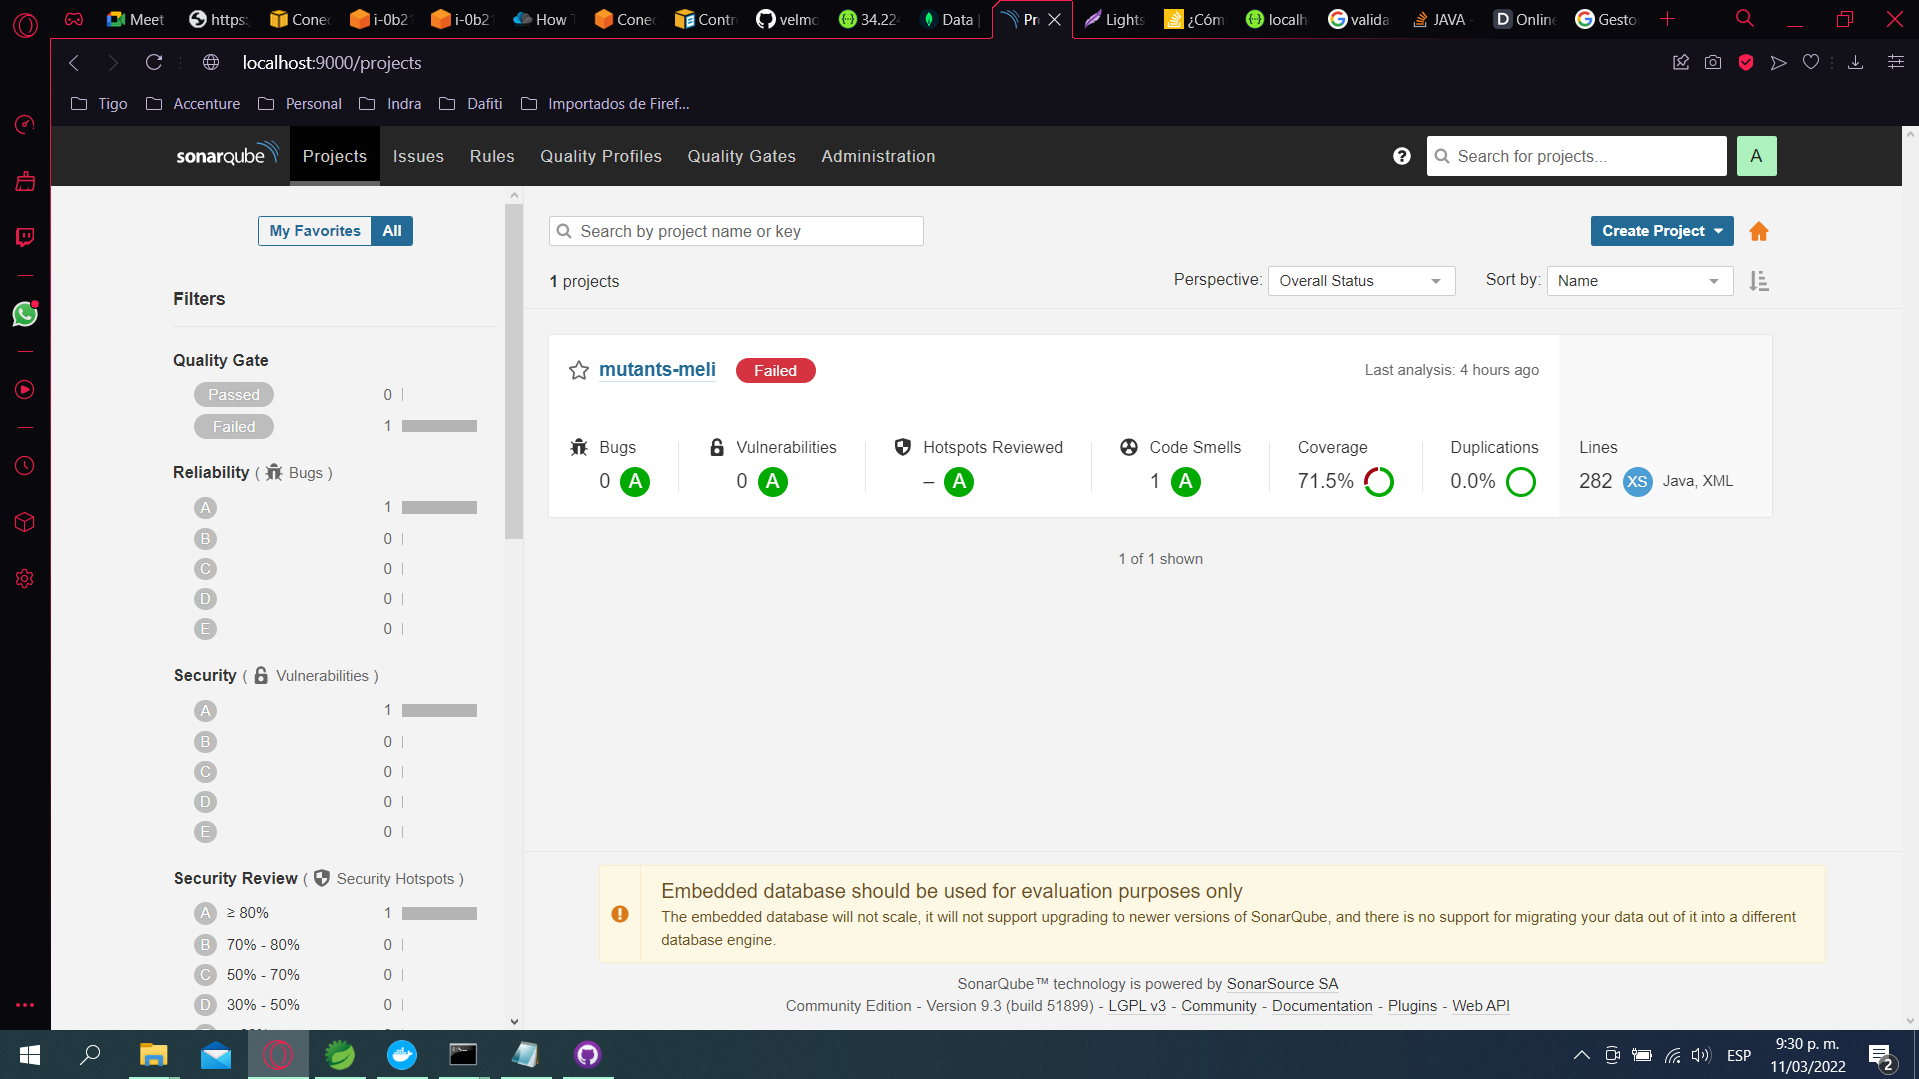 Meet
https:
Conec
i-0b21
i-0b21
How T
Conec
Contr
velmo
34.224
Data |
Pro
Lights
¿Cóm
localh
valida
JAVA -
Online
Gesto
localhost:9000/projects
Tigo
Accenture
Personal
Indra
Dafiti
Importados de Firef...
sonarqube
Projects
Issues
Rules
Quality Profiles
Quality Gates
Administration
?
Search for projects...
A
My Favorites
All
Search by project name or key
Create Project
1 projects
Perspective:
Overall Status
Sort by:
Name
Filters
Quality Gate
Passed 0
Failed 1
Reliability ( Bugs )
A 1
B 0
C 0
D 0
E 0
Security ( Vulnerabilities )
A 1
B 0
C 0
D 0
E 0
Security Review ( Security Hotspots )
A ≥ 80% 1
B 70% - 80% 0
C 50% - 70% 0
D 30% - 50% 0
mutants-meli
Failed
Last analysis: 4 hours ago
Bugs
0 A
Vulnerabilities
0 A
Hotspots Reviewed
– A
Code Smells
1 A
Coverage
71.5%
Duplications
0.0%
Lines
282 XS Java, XML
1 of 1 shown
Embedded database should be used for evaluation purposes only
The embedded database will not scale, it will not support upgrading to newer versions of SonarQube, and there is no support for migrating your data out of it into a different
database engine.
SonarQube™ technology is powered by SonarSource SA
Community Edition - Version 9.3 (build 51899) - LGPL v3 - Community - Documentation - Plugins - Web API
ESP
9:30 p. m.
11/03/2022
2